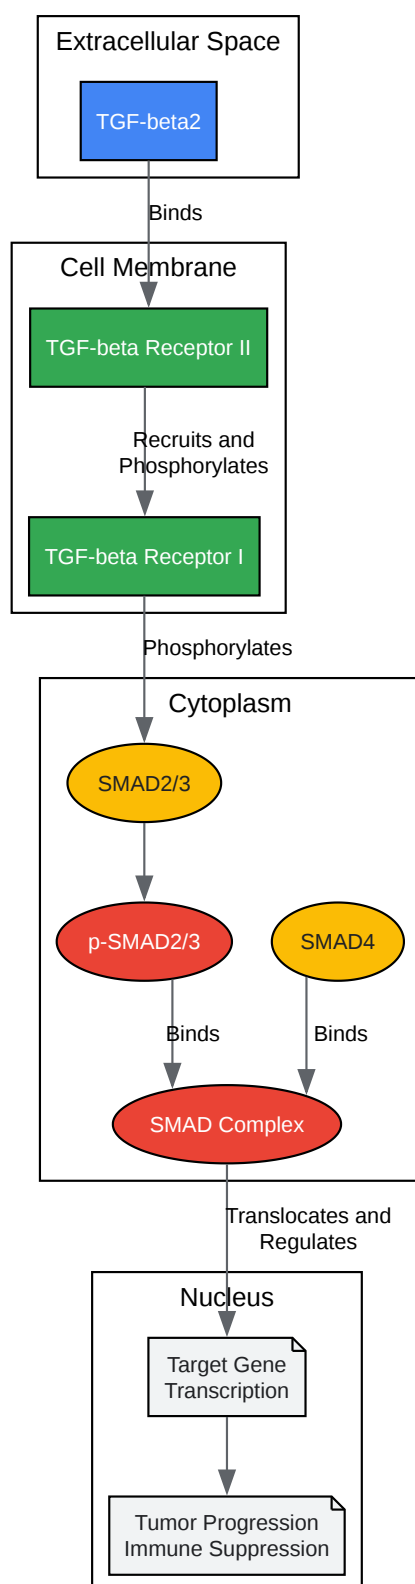 Extracellular Space
TGF-beta2
Binds
Cell Membrane
TGF-beta Receptor II
Recruits and
Phosphorylates
TGF-beta Receptor I
Phosphorylates
Cytoplasm
SMAD2/3
p-SMAD2/3
SMAD4
Binds
Binds
SMAD Complex
Translocates and
Regulates
Nucleus
Target Gene
Transcription
Tumor Progression
Immune Suppression